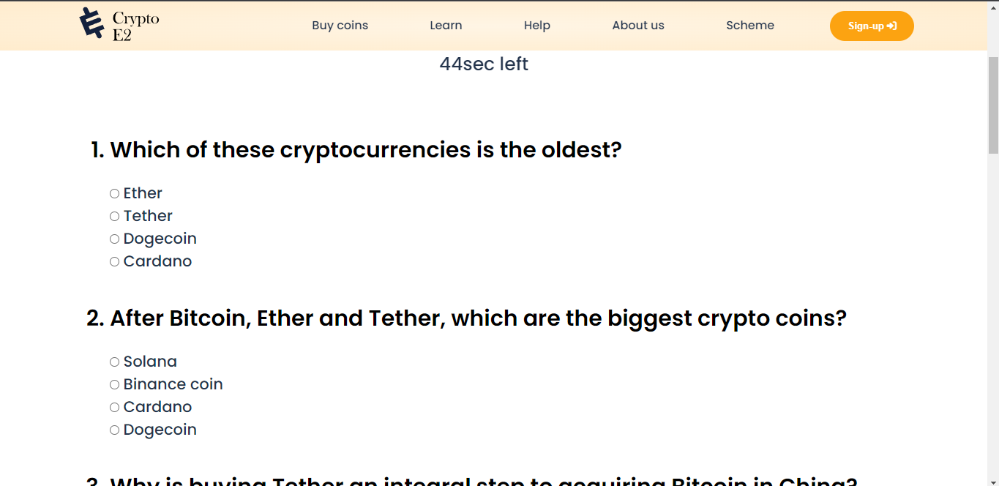 Crypto
E2
Buy coins
Learn
Help
About us
Scheme
Sign-up
44sec left
1. Which of these cryptocurrencies is the oldest?
Ether
Tether
Dogecoin
Cardano
2. After Bitcoin, Ether and Tether, which are the biggest crypto coins?
Solana
Binance coin
Cardano
Dogecoin
3. Why is buying Tether an integral step to acquiring Bitcoin in China?